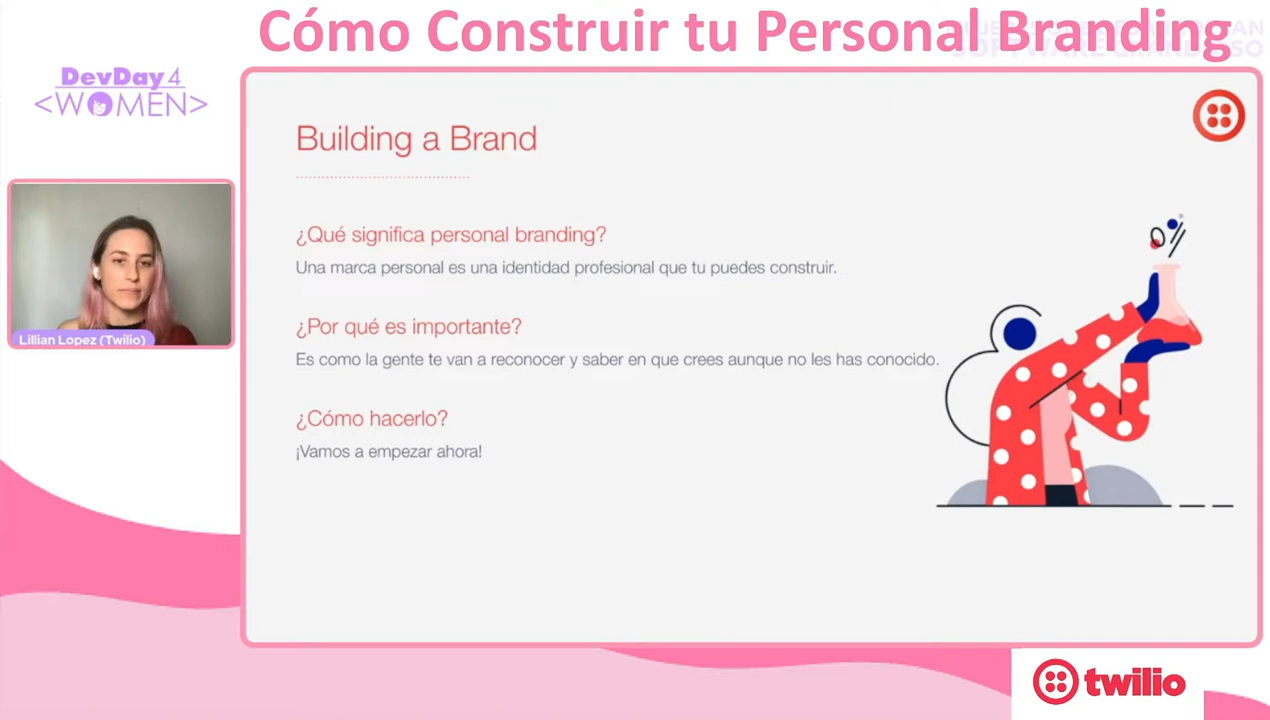 Cómo Construir tu Personal Branding
DevDay 4
<WOMEN>
Building a Brand
¿Qué significa personal branding?
Una marca personal es una identidad profesional que tu puedes construir.
¿Por qué es importante?
Es como la gente te van a reconocer y saber en que crees aunque no les has conocido.
Lillian Lopez (Twilio)
¿Cómo hacerlo?
¡Vamos a empezar ahora!
twilio